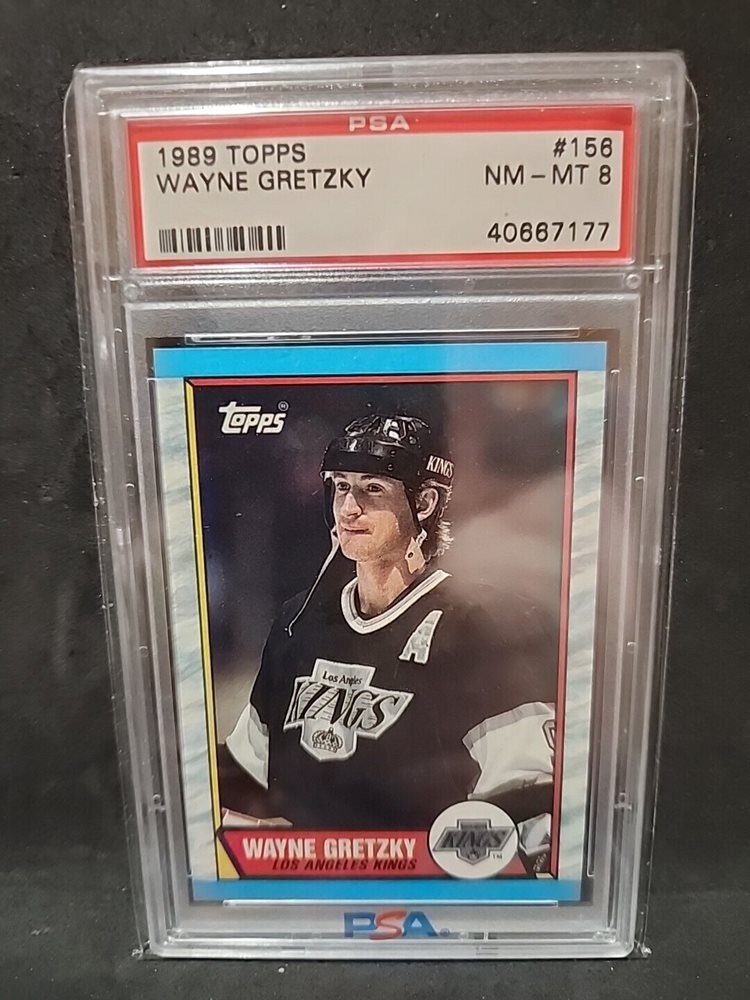 PSA
1989 TOPPS #156
WAYNE GRETZKY NM - MT 8
40667177
TOPPS
KINGS
A
Los Angeles
KINGS
WAYNE GRETZKY
LOS ANGELES KINGS
KINGS
TM
PSA